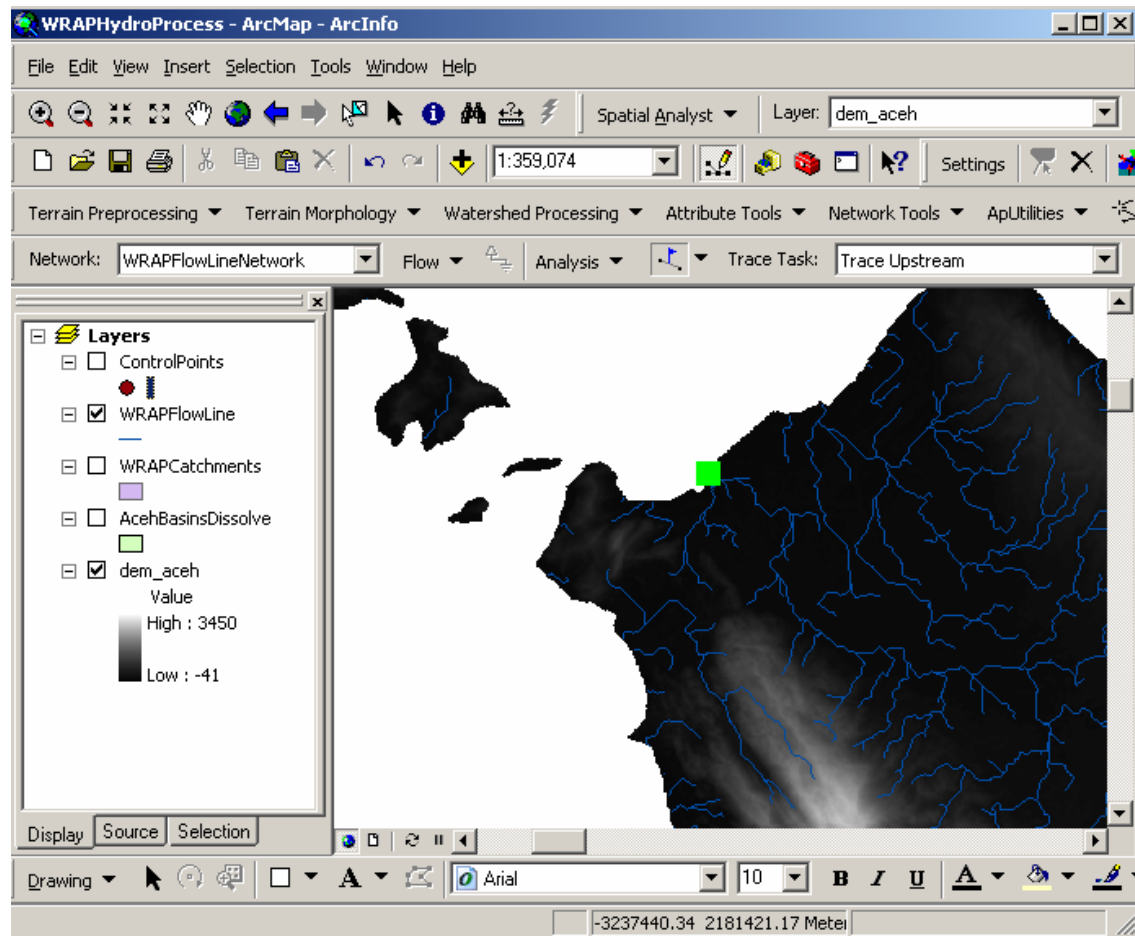 WRAPHydroProcess - ArcMap - ArcInfo
File Edit View Insert Selection Tools Window Help
Spatial Analyst Layer: dem_aceh
1:359,074 Settings
Terrain Preprocessing Terrain Morphology Watershed Processing Attribute Tools Network Tools ApUtilities
Network: WRAPFlowLineNetwork Flow Analysis Trace Task: Trace Upstream
Layers
ControlPoints
WRAPFlowLine
WRAPCatchments
AcehBasinsDissolve
dem_aceh
Value
High : 3450
Low : -41
Display Source Selection
Drawing A Arial 10 B I U A
-3237440.34 2181421.17 Meter